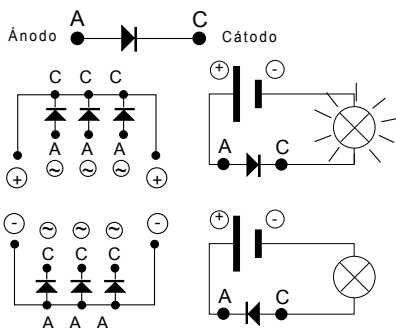 Ánodo A C Cátodo
C C C
A A A
~ ~ ~
+ +
+ -
A C
- ~ ~ ~ -
C C C
A A A
+ -
A C